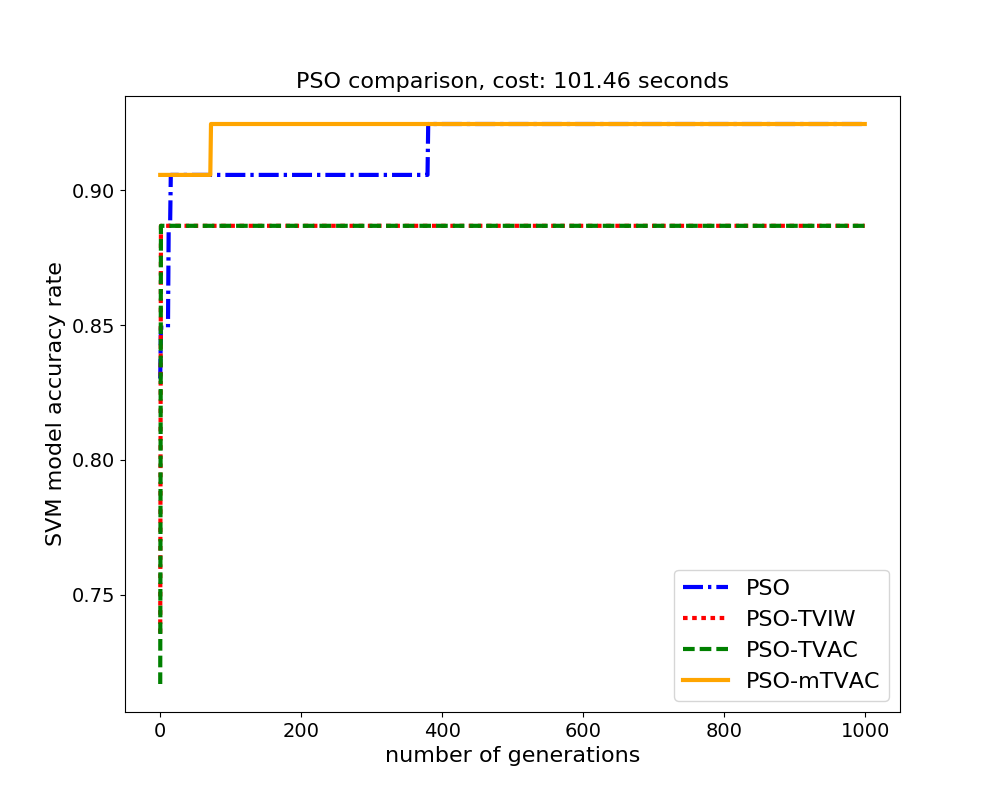 PSO comparison, cost: 101.46 seconds
SVM model accuracy rate
0.90
0.85
0.80
0.75
0
200
400
600
800
1000
number of generations
PSO
PSO-TVIW
PSO-TVAC
PSO-mTVAC